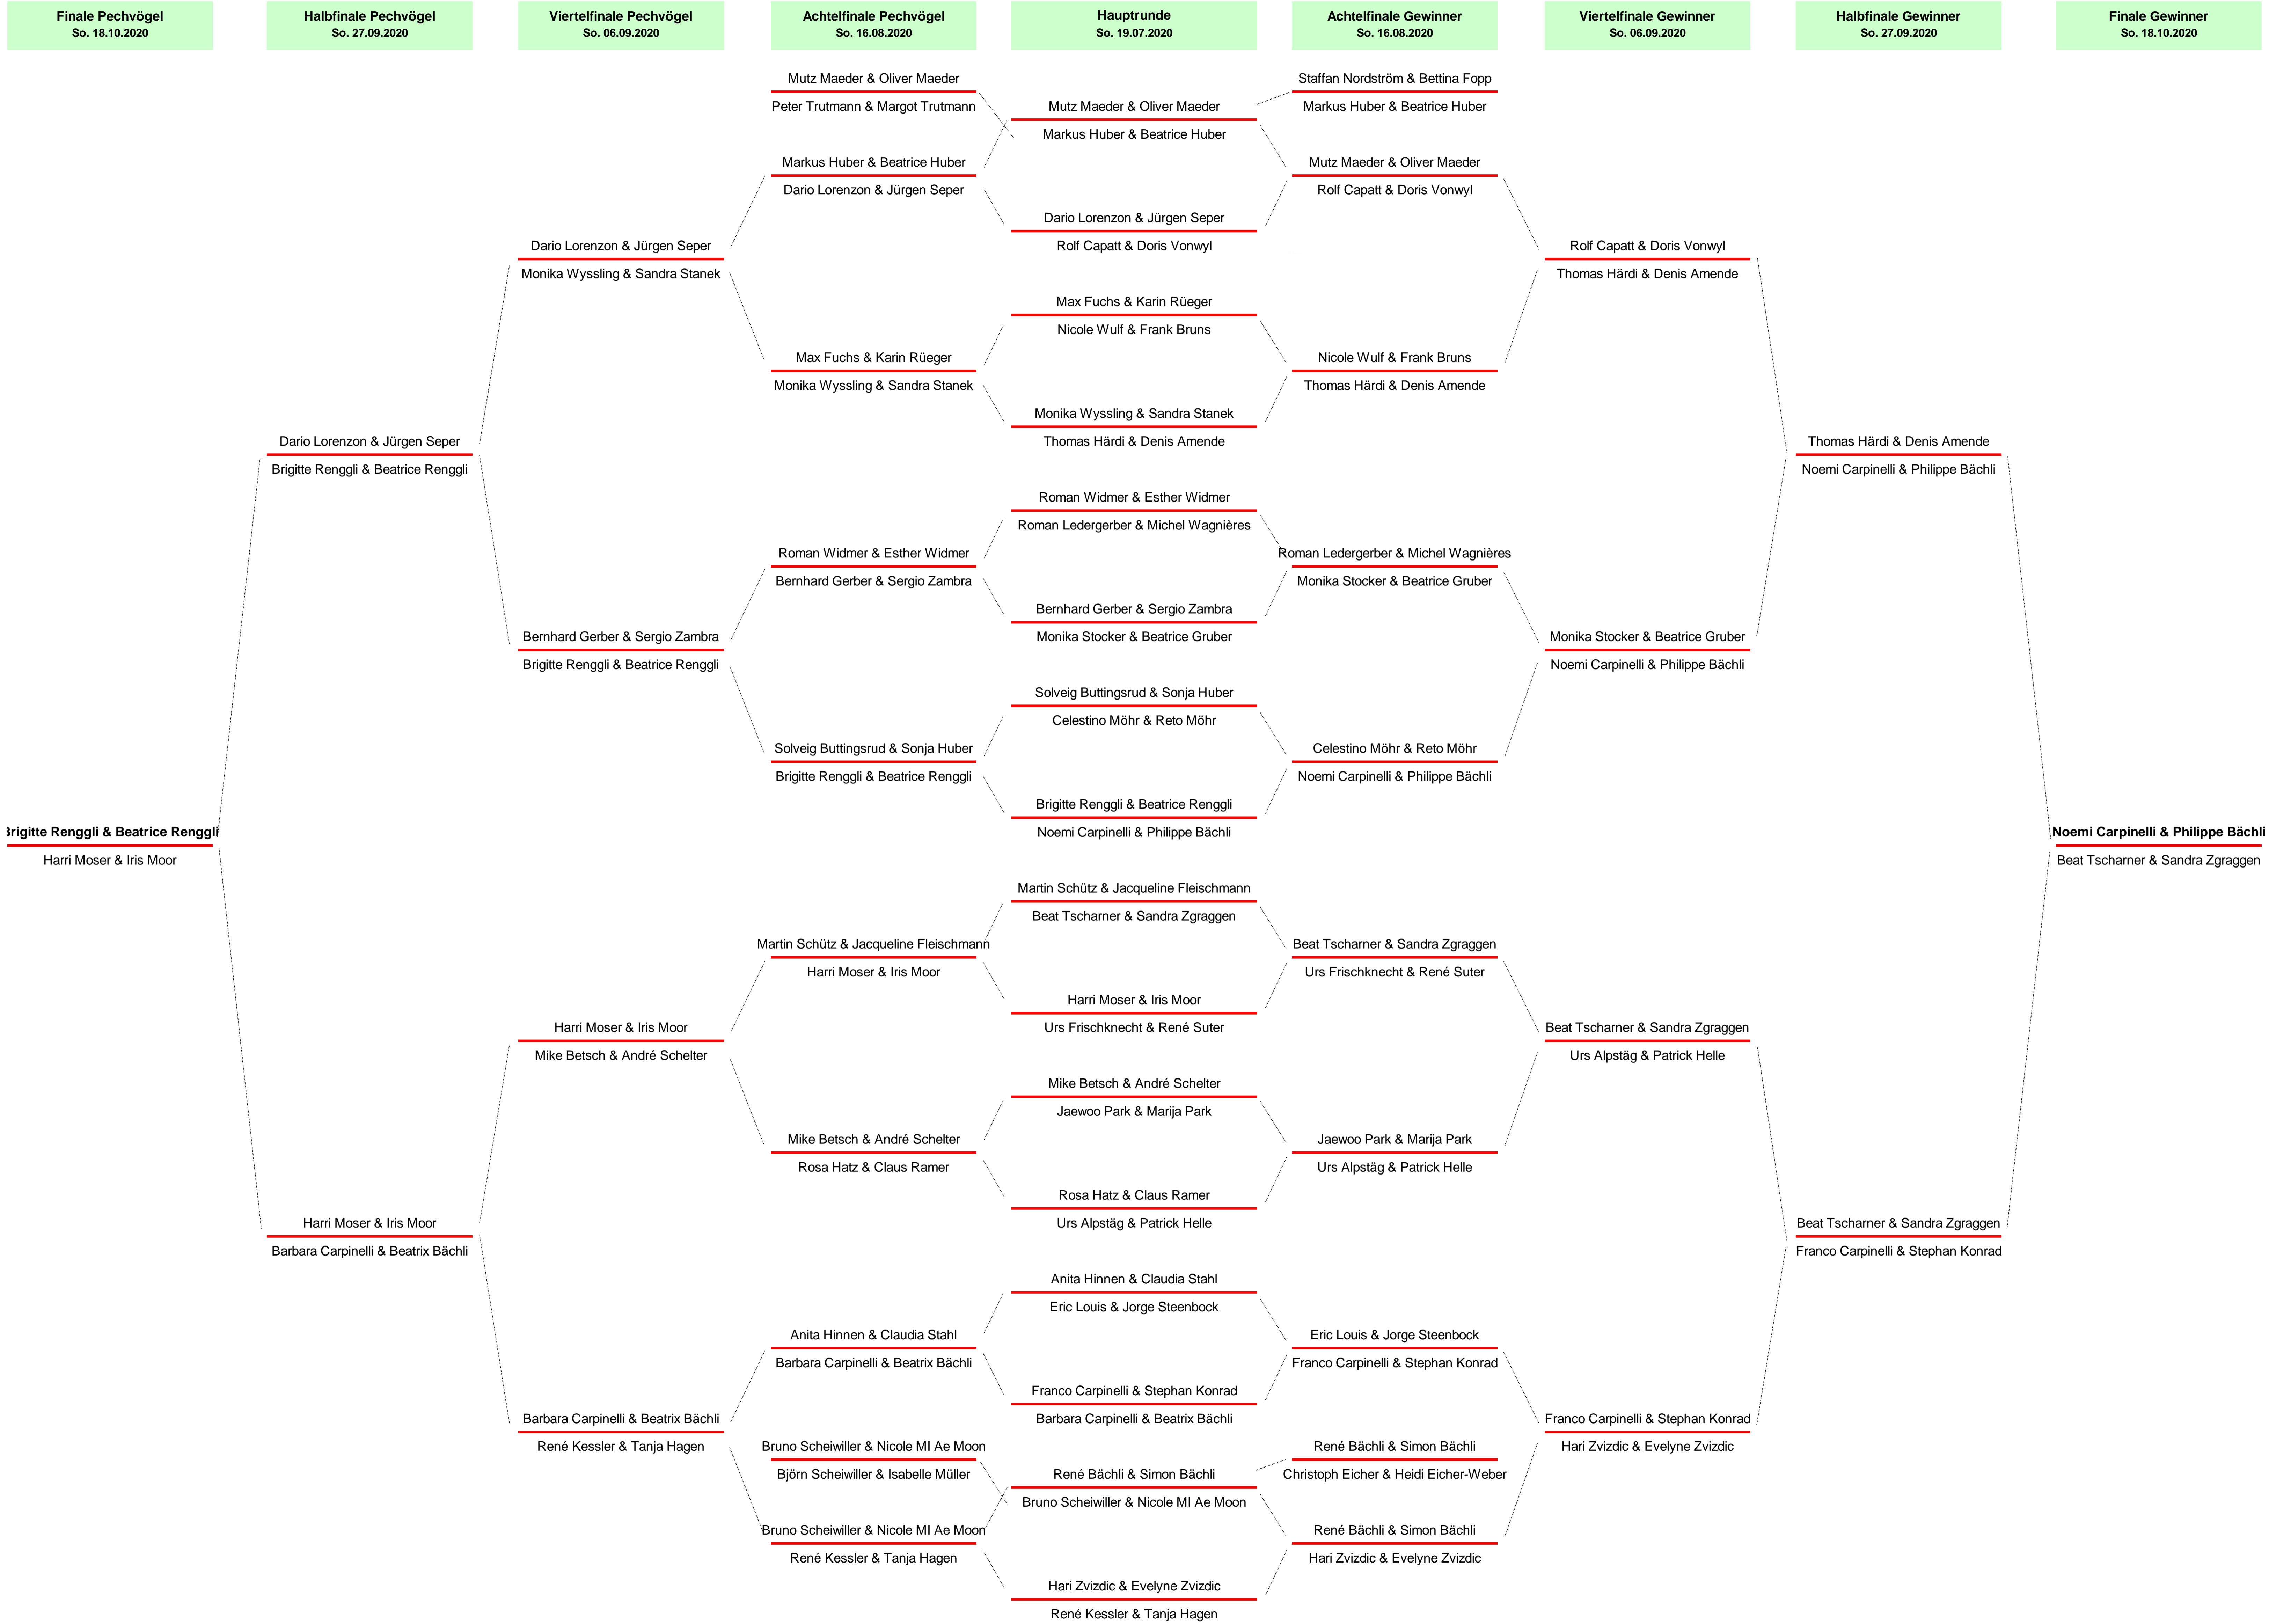 Finale Pechvögel
So. 18.10.2020
Halbfinale Pechvögel
So. 27.09.2020
Viertelfinale Pechvögel
So. 06.09.2020
Achtelfinale Pechvögel
So. 16.08.2020
Hauptrunde
So. 19.07.2020
Achtelfinale Gewinner
So. 16.08.2020
Viertelfinale Gewinner
So. 06.09.2020
Halbfinale Gewinner
So. 27.09.2020
Finale Gewinner
So. 18.10.2020
Brigitte Renggli & Beatrice Renggli
Harri Moser & Iris Moor
Dario Lorenzon & Jürgen Seper
Brigitte Renggli & Beatrice Renggli
Harri Moser & Iris Moor
Barbara Carpinelli & Beatrix Bächli
Dario Lorenzon & Jürgen Seper
Monika Wyssling & Sandra Stanek
Bernhard Gerber & Sergio Zambra
Brigitte Renggli & Beatrice Renggli
Harri Moser & Iris Moor
Mike Betsch & André Schelter
Barbara Carpinelli & Beatrix Bächli
René Kessler & Tanja Hagen
Mutz Maeder & Oliver Maeder
Peter Trutmann & Margot Trutmann
Markus Huber & Beatrice Huber
Dario Lorenzon & Jürgen Seper
Max Fuchs & Karin Rüeger
Monika Wyssling & Sandra Stanek
Roman Widmer & Esther Widmer
Bernhard Gerber & Sergio Zambra
Solveig Buttingsrud & Sonja Huber
Brigitte Renggli & Beatrice Renggli
Martin Schütz & Jacqueline Fleischmann
Harri Moser & Iris Moor
Mike Betsch & André Schelter
Rosa Hatz & Claus Ramer
Anita Hinnen & Claudia Stahl
Barbara Carpinelli & Beatrix Bächli
Bruno Scheiwiller & Nicole MI Ae Moon
Björn Scheiwiller & Isabelle Müller
Bruno Scheiwiller & Nicole MI Ae Moon
René Kessler & Tanja Hagen
Mutz Maeder & Oliver Maeder
Markus Huber & Beatrice Huber
Dario Lorenzon & Jürgen Seper
Rolf Capatt & Doris Vonwyl
Max Fuchs & Karin Rüeger
Nicole Wulf & Frank Bruns
Monika Wyssling & Sandra Stanek
Thomas Härdi & Denis Amende
Roman Widmer & Esther Widmer
Roman Ledergerber & Michel Wagnières
Bernhard Gerber & Sergio Zambra
Monika Stocker & Beatrice Gruber
Solveig Buttingsrud & Sonja Huber
Celestino Möhr & Reto Möhr
Brigitte Renggli & Beatrice Renggli
Noemi Carpinelli & Philippe Bächli
Martin Schütz & Jacqueline Fleischmann
Beat Tscharner & Sandra Zgraggen
Harri Moser & Iris Moor
Urs Frischknecht & René Suter
Mike Betsch & André Schelter
Jaewoo Park & Marija Park
Rosa Hatz & Claus Ramer
Urs Alpstäg & Patrick Helle
Anita Hinnen & Claudia Stahl
Eric Louis & Jorge Steenbock
Franco Carpinelli & Stephan Konrad
Barbara Carpinelli & Beatrix Bächli
René Bächli & Simon Bächli
Bruno Scheiwiller & Nicole MI Ae Moon
Hari Zvizdic & Evelyne Zvizdic
René Kessler & Tanja Hagen
Staffan Nordström & Bettina Fopp
Markus Huber & Beatrice Huber
Mutz Maeder & Oliver Maeder
Rolf Capatt & Doris Vonwyl
Nicole Wulf & Frank Bruns
Thomas Härdi & Denis Amende
Roman Ledergerber & Michel Wagnières
Monika Stocker & Beatrice Gruber
Celestino Möhr & Reto Möhr
Noemi Carpinelli & Philippe Bächli
Beat Tscharner & Sandra Zgraggen
Urs Frischknecht & René Suter
Jaewoo Park & Marija Park
Urs Alpstäg & Patrick Helle
Eric Louis & Jorge Steenbock
Franco Carpinelli & Stephan Konrad
René Bächli & Simon Bächli
Christoph Eicher & Heidi Eicher-Weber
René Bächli & Simon Bächli
Hari Zvizdic & Evelyne Zvizdic
Rolf Capatt & Doris Vonwyl
Thomas Härdi & Denis Amende
Monika Stocker & Beatrice Gruber
Noemi Carpinelli & Philippe Bächli
Beat Tscharner & Sandra Zgraggen
Urs Alpstäg & Patrick Helle
Franco Carpinelli & Stephan Konrad
Hari Zvizdic & Evelyne Zvizdic
Thomas Härdi & Denis Amende
Noemi Carpinelli & Philippe Bächli
Beat Tscharner & Sandra Zgraggen
Franco Carpinelli & Stephan Konrad
Noemi Carpinelli & Philippe Bächli
Beat Tscharner & Sandra Zgraggen